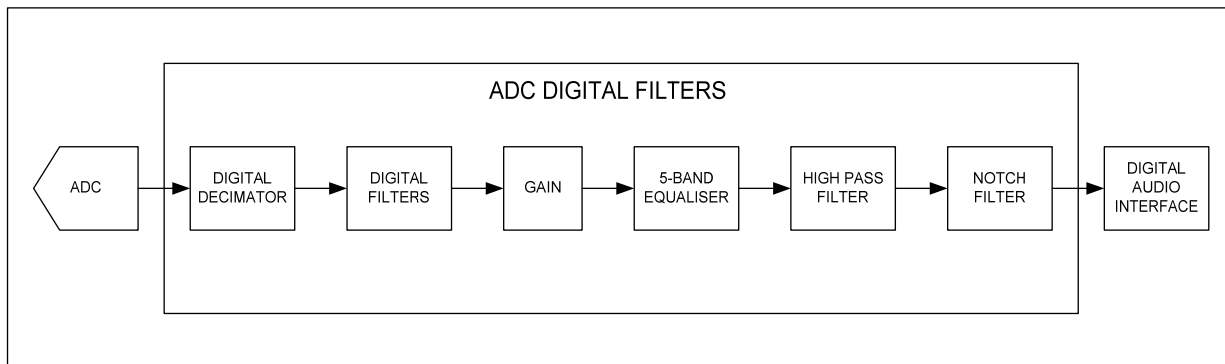 ADC DIGITAL FILTERS
ADC
DIGITAL
DECIMATOR
DIGITAL
FILTERS
GAIN
5-BAND
EQUALISER
HIGH PASS
FILTER
NOTCH
FILTER
DIGITAL
AUDIO
INTERFACE